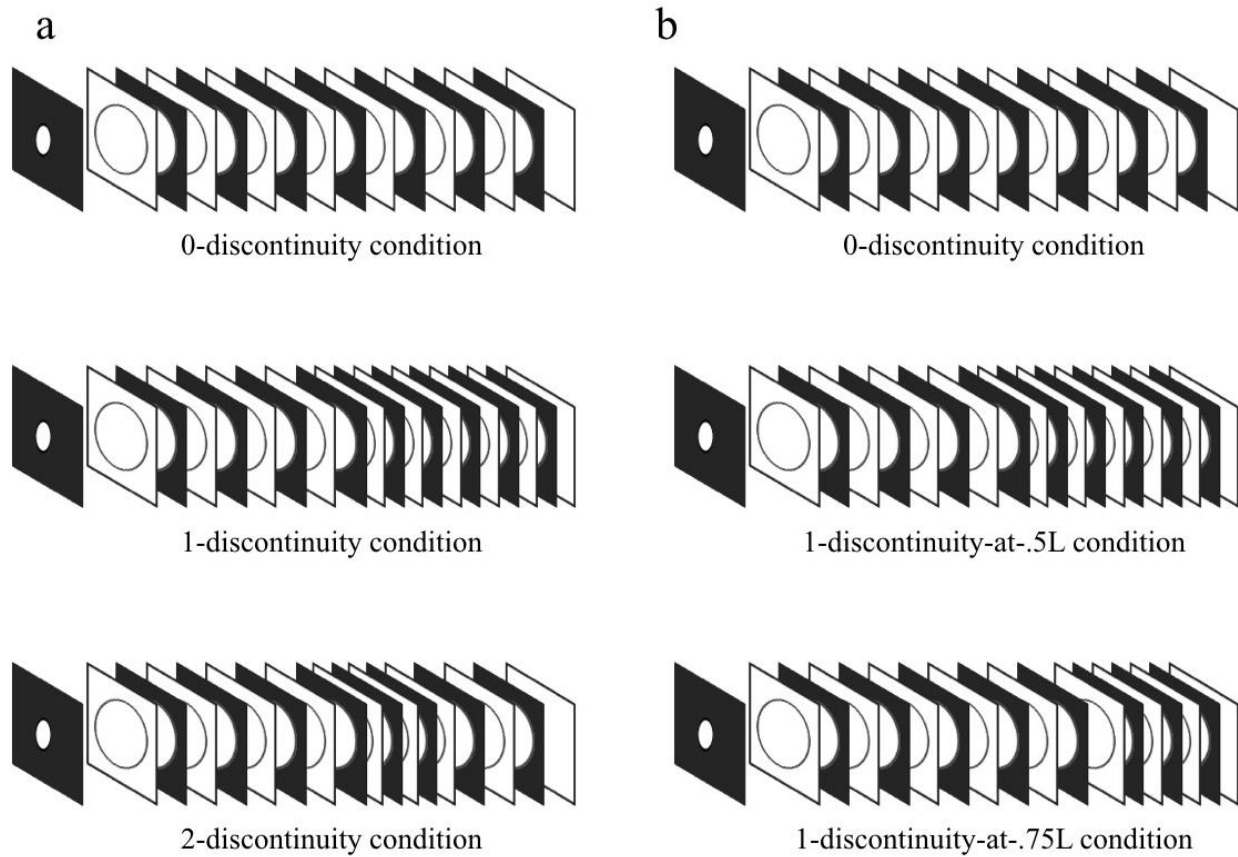 a
0-discontinuity condition
1-discontinuity condition
2-discontinuity condition
b
0-discontinuity condition
1-discontinuity-at-.5L condition
1-discontinuity-at-.75L condition